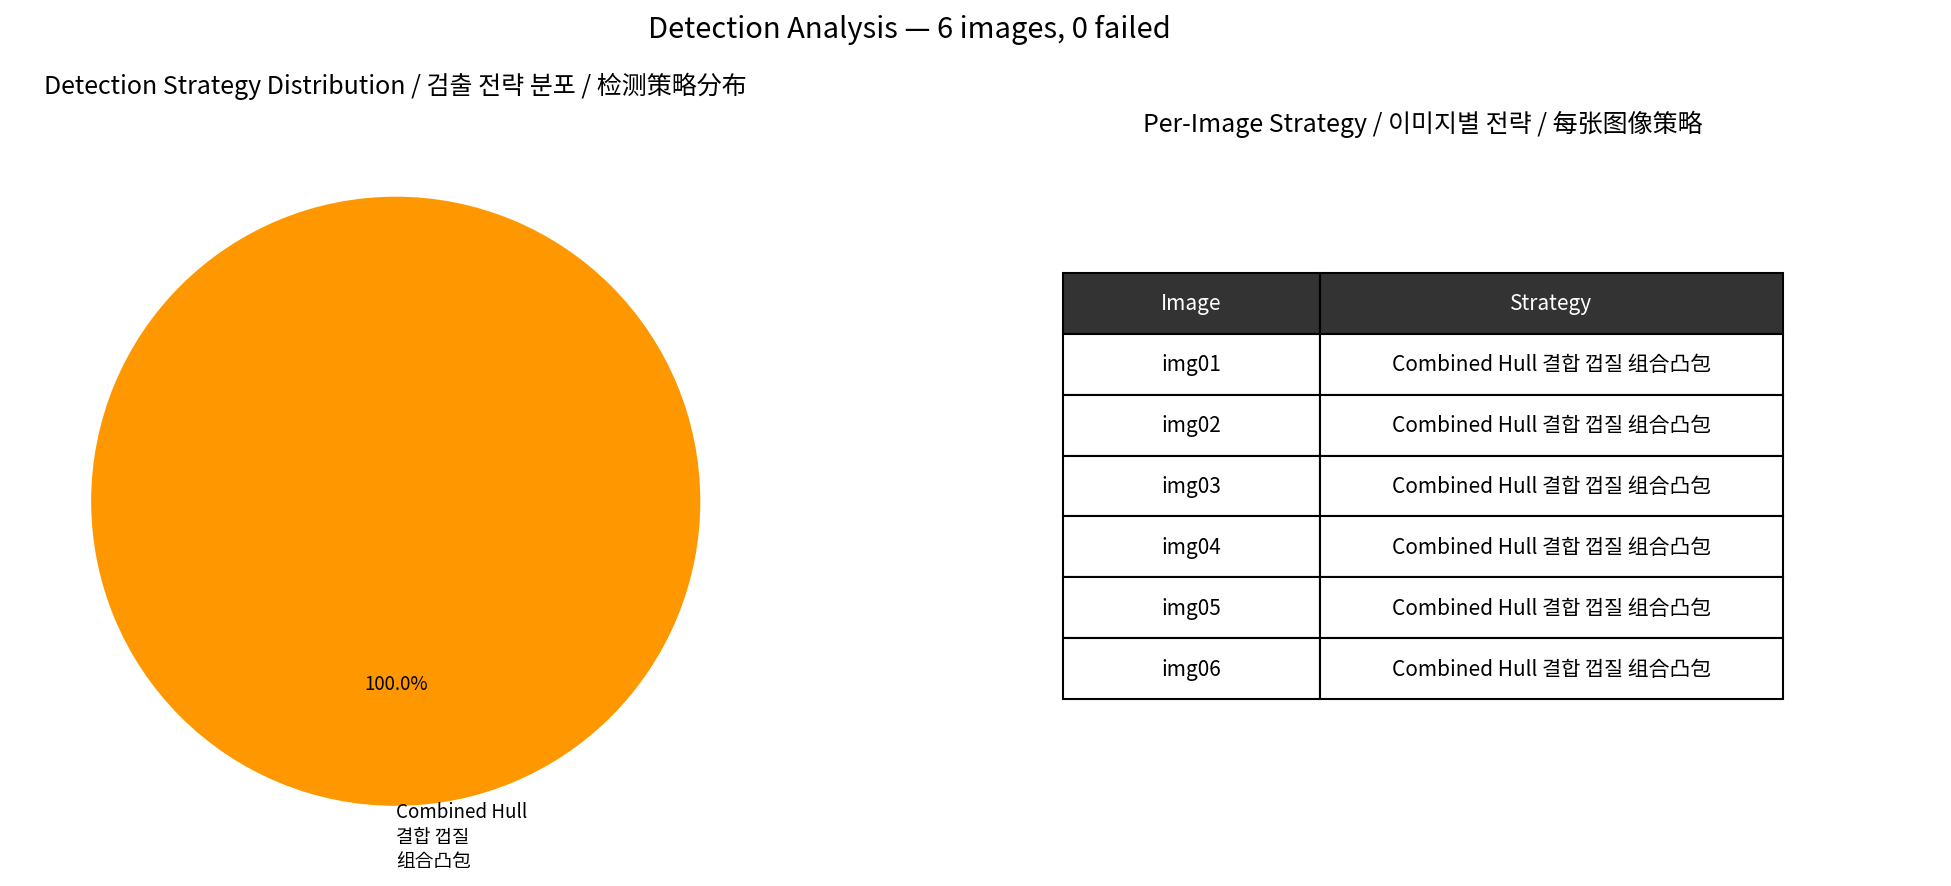 Detection Analysis — 6 images, 0 failed
Detection Strategy Distribution / 검출 전략 분포 / 检测策略分布
100.0%
Combined Hull
결합 껍질
组合凸包
Per-Image Strategy / 이미지별 전략 / 每张图像策略
Image Strategy
img01 Combined Hull 결합 껍질 组合凸包
img02 Combined Hull 결합 껍질 组合凸包
img03 Combined Hull 결합 껍질 组合凸包
img04 Combined Hull 결합 껍질 组合凸包
img05 Combined Hull 결합 껍질 组合凸包
img06 Combined Hull 결합 껍질 组合凸包